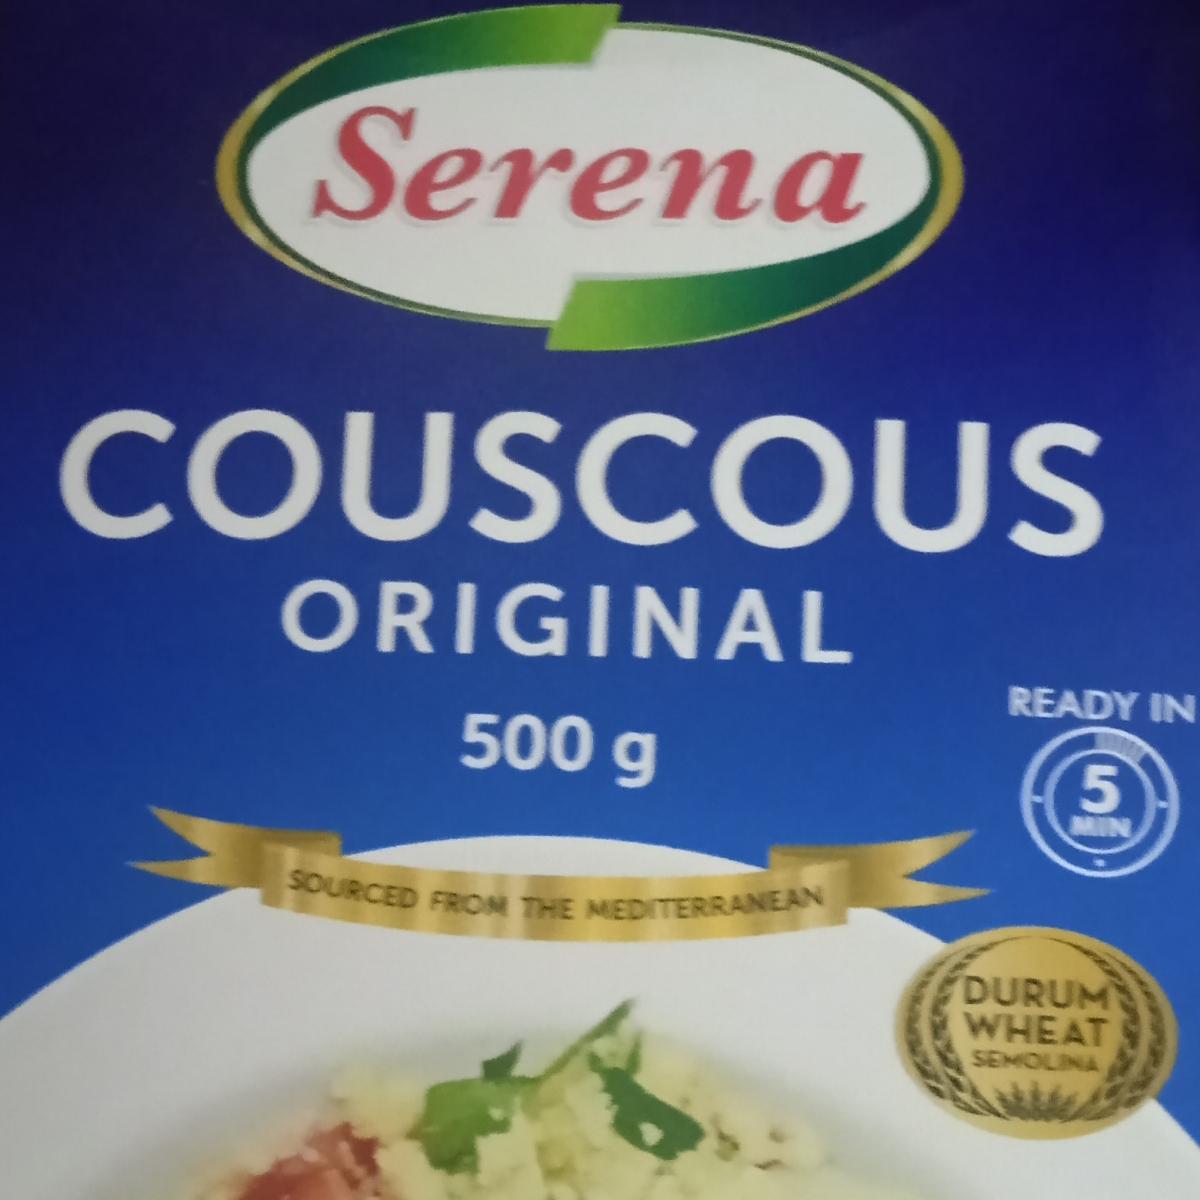 Serena
COUSCOUS
ORIGINAL
500 g
READY IN
5
MIN
SOURCED FROM THE MEDITERRANEAN
DURUM
WHEAT
SEMOLINA